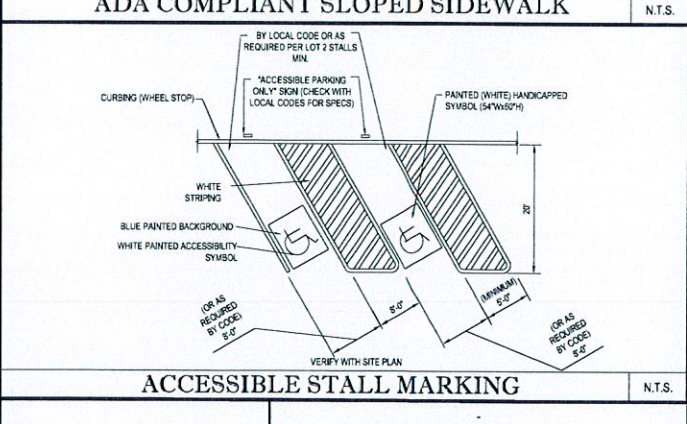 ADA COMPLIANT SLOPED SIDEWALK
N.T.S.
BY LOCAL CODE OR AS
REQUIRED PER LOT 2 STALLS
MIN.
"ACCESSIBLE PARKING
ONLY" SIGN (CHECK WITH
LOCAL CODES FOR SPECS)
CURBING (WHEEL STOP)
PAINTED (WHITE) HANDICAPPED
SYMBOL (54"Wx60"H)
WHITE
STRIPING
BLUE PAINTED BACKGROUND
WHITE PAINTED ACCESSIBILITY
SYMBOL
20'
(OR AS
REQUIRED
BY CODE)
8'-0"
5'-0"
(MINIMUM)
5'-0"
(OR AS
REQUIRED
BY CODE)
8'-0"
VERIFY WITH SITE PLAN
ACCESSIBLE STALL MARKING
N.T.S.